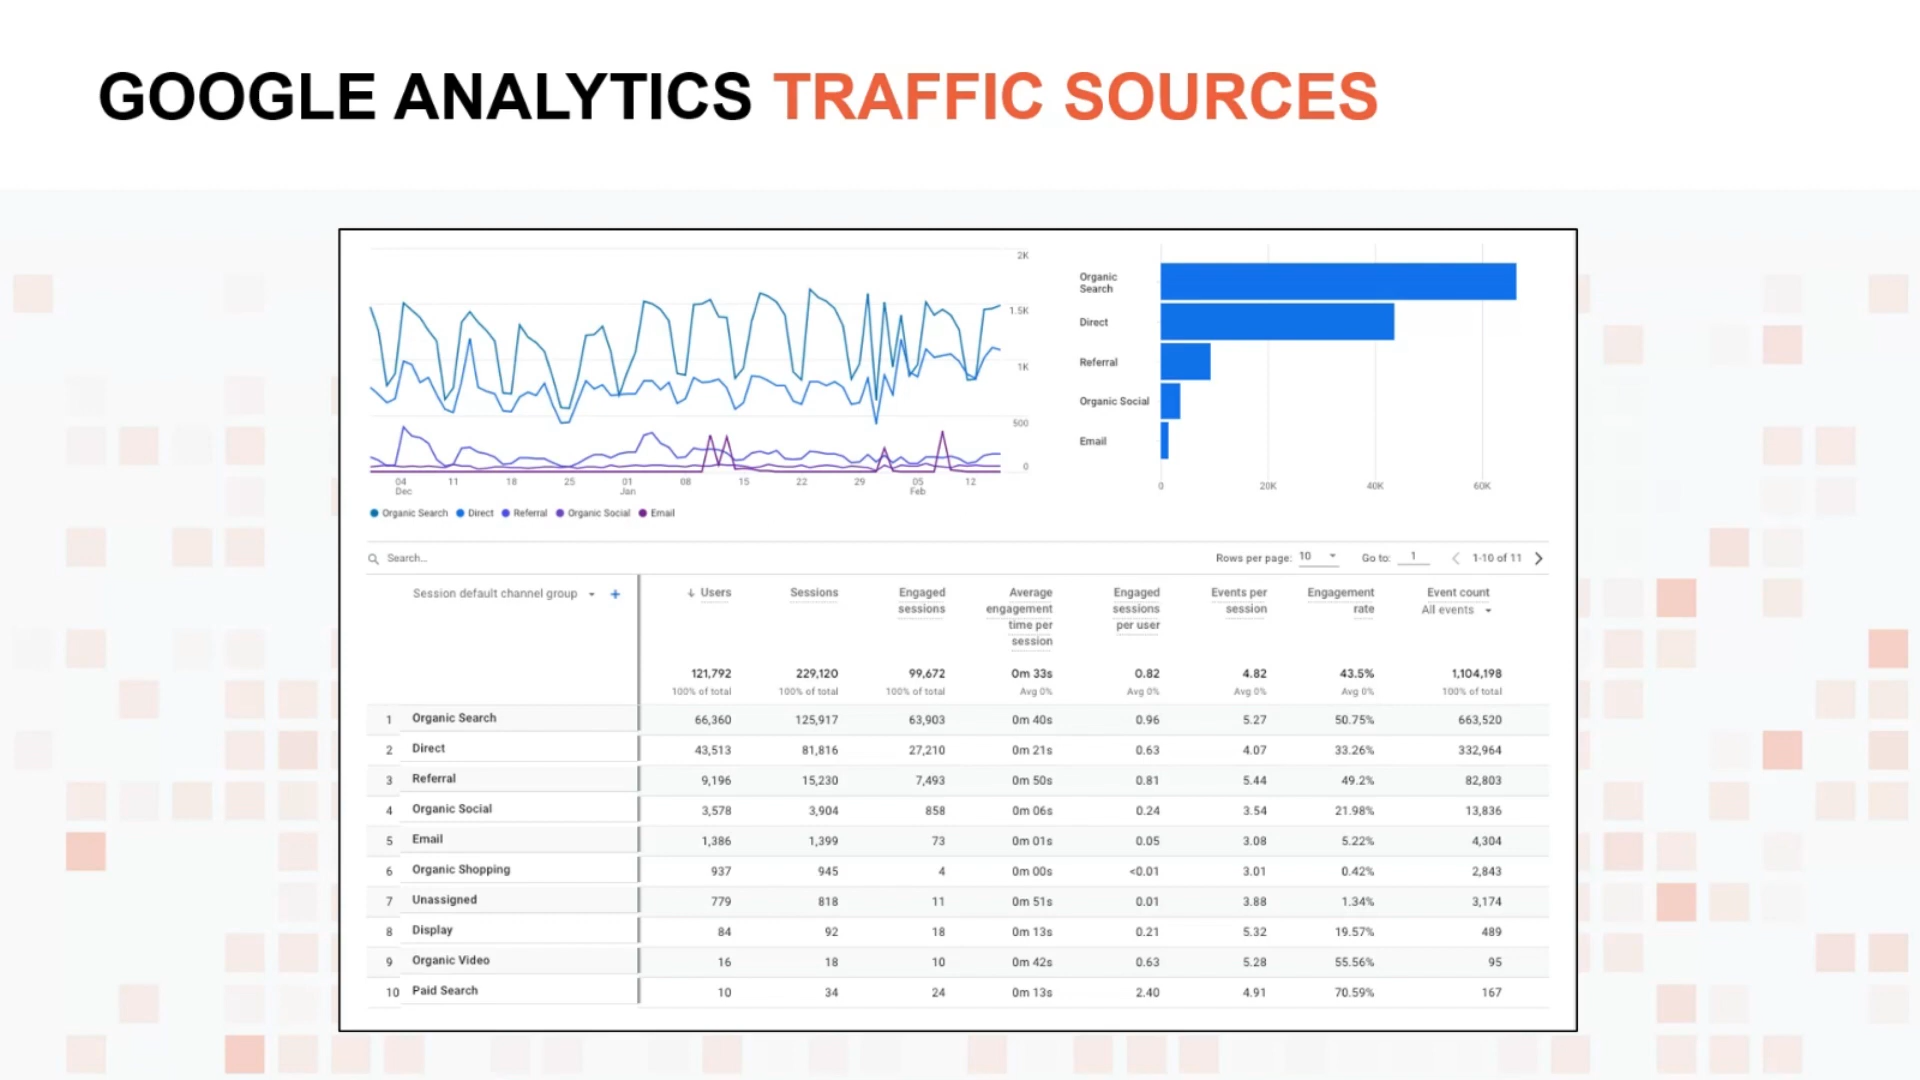 GOOGLE ANALYTICS TRAFFIC SOURCES
2K
1.5K
1K
500
0
04 11 18 25 01 08 15 22 29 05 12
Dec Jan Feb
Organic Search Direct Referral Organic Social Email
Organic
Search
Direct
Referral
Organic Social
Email
0 20K 40K 60K
Search...
Rows per page: 10 Go to: 1 1-10 of 11
Session default channel group + ↓ Users Sessions Engaged sessions Average engagement time per session Engaged sessions per user Events per session Engagement rate Event count All events
121,792 229,120 99,672 0m 33s 0.82 4.82 43.5% 1,104,198
100% of total 100% of total 100% of total Avg 0% Avg 0% Avg 0% Avg 0% 100% of total
1 Organic Search 66,360 125,917 63,903 0m 40s 0.96 5.27 50.75% 663,520
2 Direct 43,513 81,816 27,210 0m 21s 0.63 4.07 33.26% 332,964
3 Referral 9,196 15,230 7,493 0m 50s 0.81 5.44 49.2% 82,803
4 Organic Social 3,578 3,904 858 0m 06s 0.24 3.54 21.98% 13,836
5 Email 1,386 1,399 73 0m 01s 0.05 3.08 5.22% 4,304
6 Organic Shopping 937 945 4 0m 00s <0.01 3.01 0.42% 2,843
7 Unassigned 779 818 11 0m 51s 0.01 3.88 1.34% 3,174
8 Display 84 92 18 0m 13s 0.21 5.32 19.57% 489
9 Organic Video 16 18 10 0m 42s 0.63 5.28 55.56% 95
10 Paid Search 10 34 24 0m 13s 2.40 4.91 70.59% 167